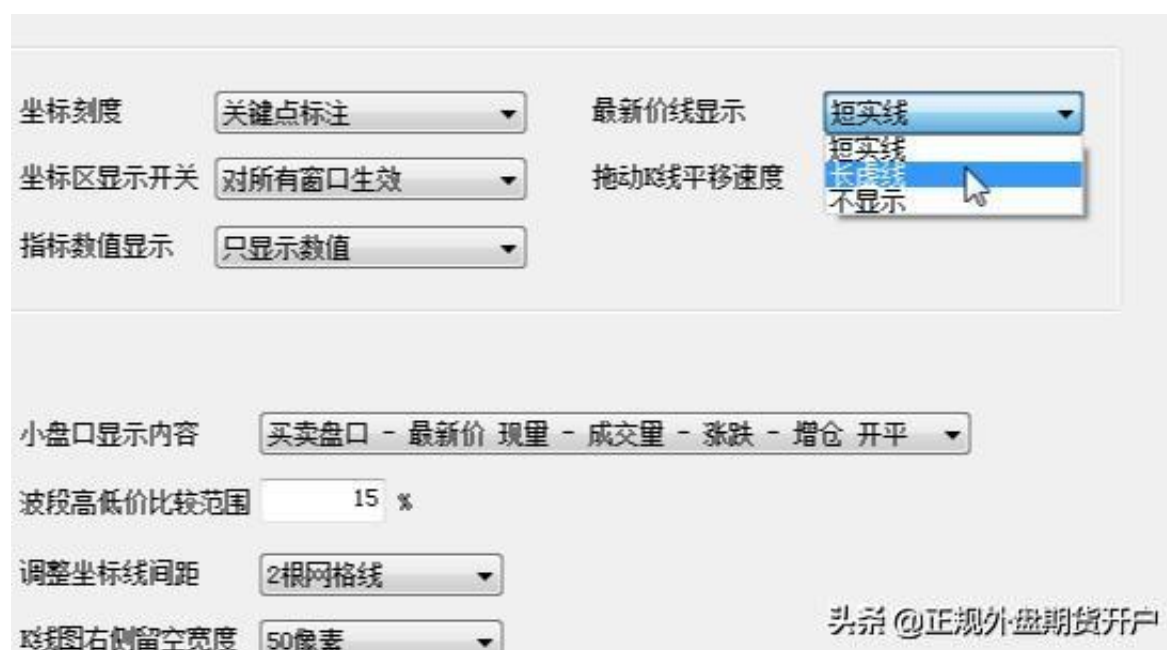 坐标刻度 关键点标注 最新价线显示 短实线
短实线
坐标区显示开关 对所有窗口生效 拖动K线平移速度 长虚线
不显示
指标数值显示 只显示数值
小盘口显示内容 买卖盘口 - 最新价 现量 - 成交量 - 涨跌 - 增仓 开平
波段高低价比较范围 15 %
调整坐标线间距 2根网格线
K线图右侧留空宽度 50像素
头条 @正规外盘期货开户